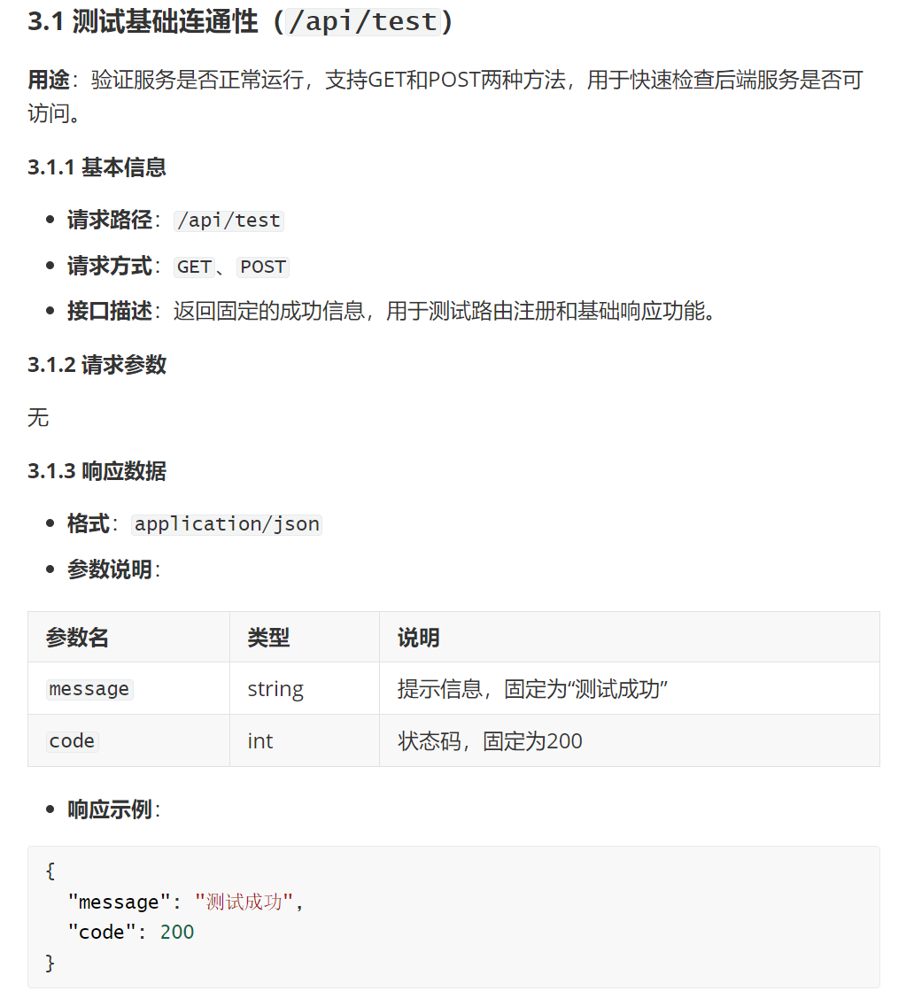 3.1 测试基础连通性（/api/test）
用途：验证服务是否正常运行，支持GET和POST两种方法，用于快速检查后端服务是否可
访问。
3.1.1 基本信息
• 请求路径：/api/test
• 请求方式：GET、POST
• 接口描述：返回固定的成功信息，用于测试路由注册和基础响应功能。
3.1.2 请求参数
无
3.1.3 响应数据
• 格式：application/json
• 参数说明：
参数名 类型 说明
message string 提示信息，固定为“测试成功”
code int 状态码，固定为200
• 响应示例：
{
  "message": "测试成功",
  "code": 200
}